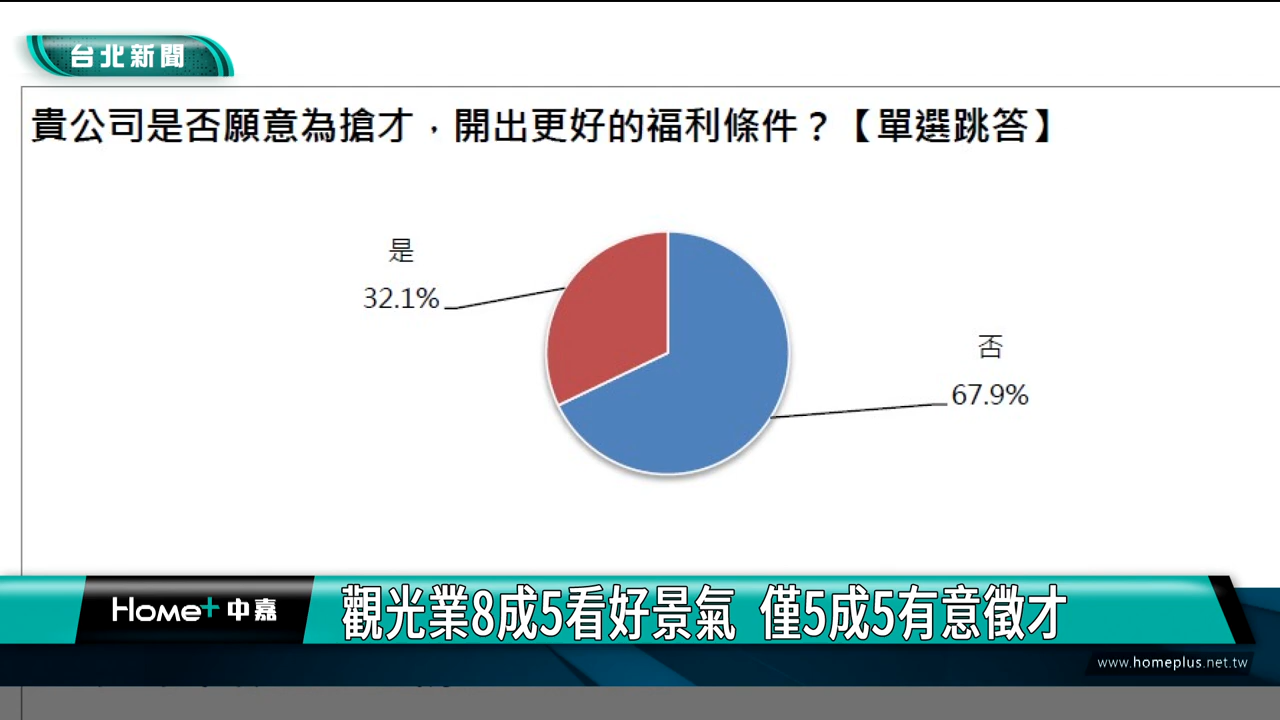 台北新聞
貴公司是否願意為搶才，開出更好的福利條件？【單選跳答】
是
32.1%
否
67.9%
Home+中嘉
觀光業8成5看好景氣 僅5成5有意徵才
www.homeplus.net.tw